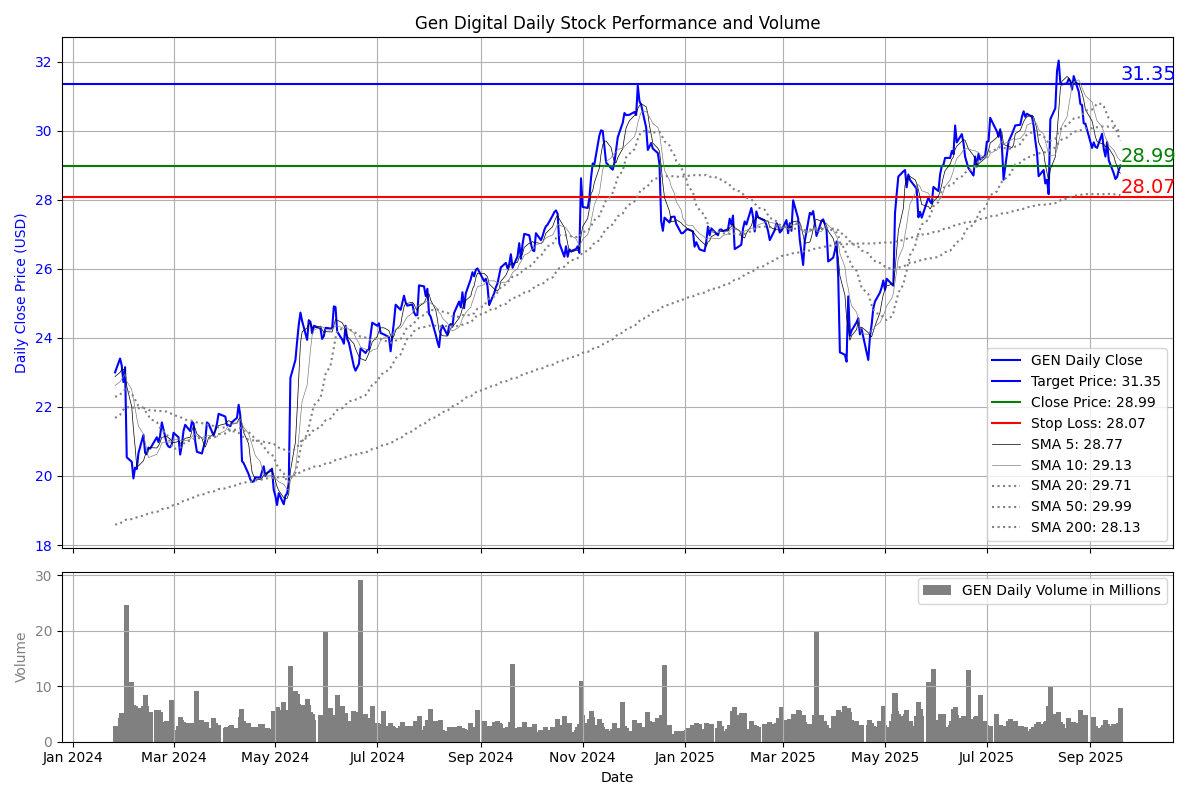 Gen Digital Daily Stock Performance and Volume
Daily Close Price (USD)
32
30
28
26
24
22
20
18
31.35
28.99
28.07
GEN Daily Close
Target Price: 31.35
Close Price: 28.99
Stop Loss: 28.07
SMA 5: 28.77
SMA 10: 29.13
SMA 20: 29.71
SMA 50: 29.99
SMA 200: 28.13
Volume
30
20
10
0
GEN Daily Volume in Millions
Jan 2024 Mar 2024 May 2024 Jul 2024 Sep 2024 Nov 2024 Jan 2025 Mar 2025 May 2025 Jul 2025 Sep 2025
Date